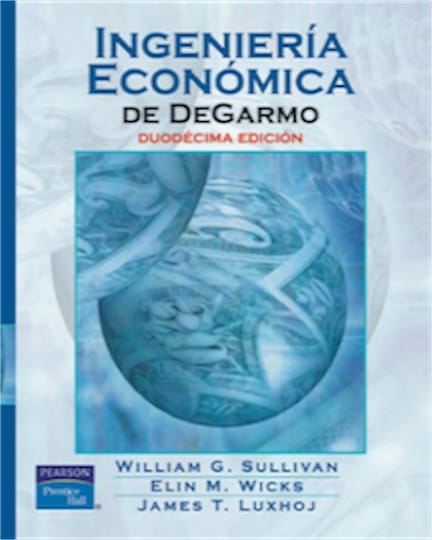 INGENIERÍA
ECONÓMICA
DE DEGARMO
DUODÉCIMA EDICIÓN
PEARSON
Prentice
Hall
®
WILLIAM G. SULLIVAN
ELIN M. WICKS
JAMES T. LUXHOJ